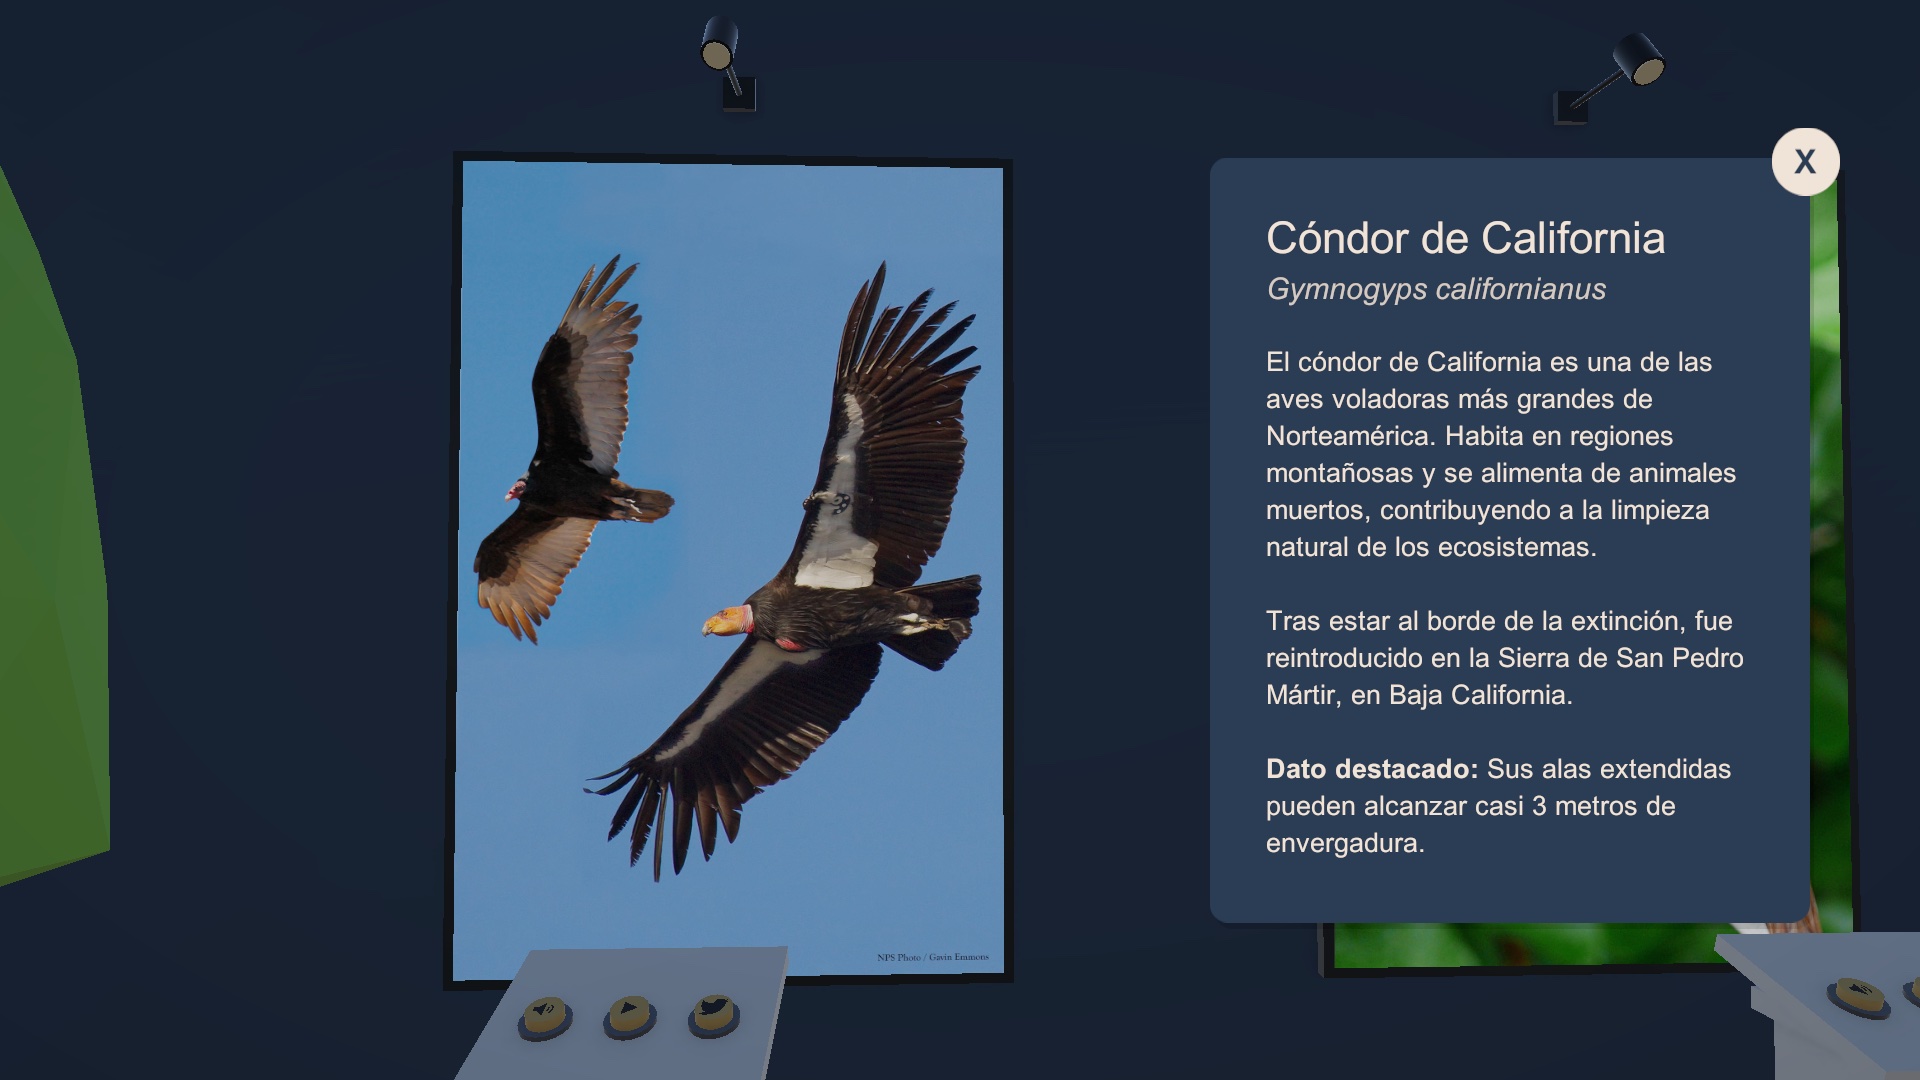 X
Cóndor de California
Gymnogyps californianus
El cóndor de California es una de las
aves voladoras más grandes de
Norteamérica. Habita en regiones
montañosas y se alimenta de animales
muertos, contribuyendo a la limpieza
natural de los ecosistemas.
Tras estar al borde de la extinción, fue
reintroducido en la Sierra de San Pedro
Mártir, en Baja California.
Dato destacado: Sus alas extendidas
pueden alcanzar casi 3 metros de
envergadura.
NPS Photo / Gavin Emmons